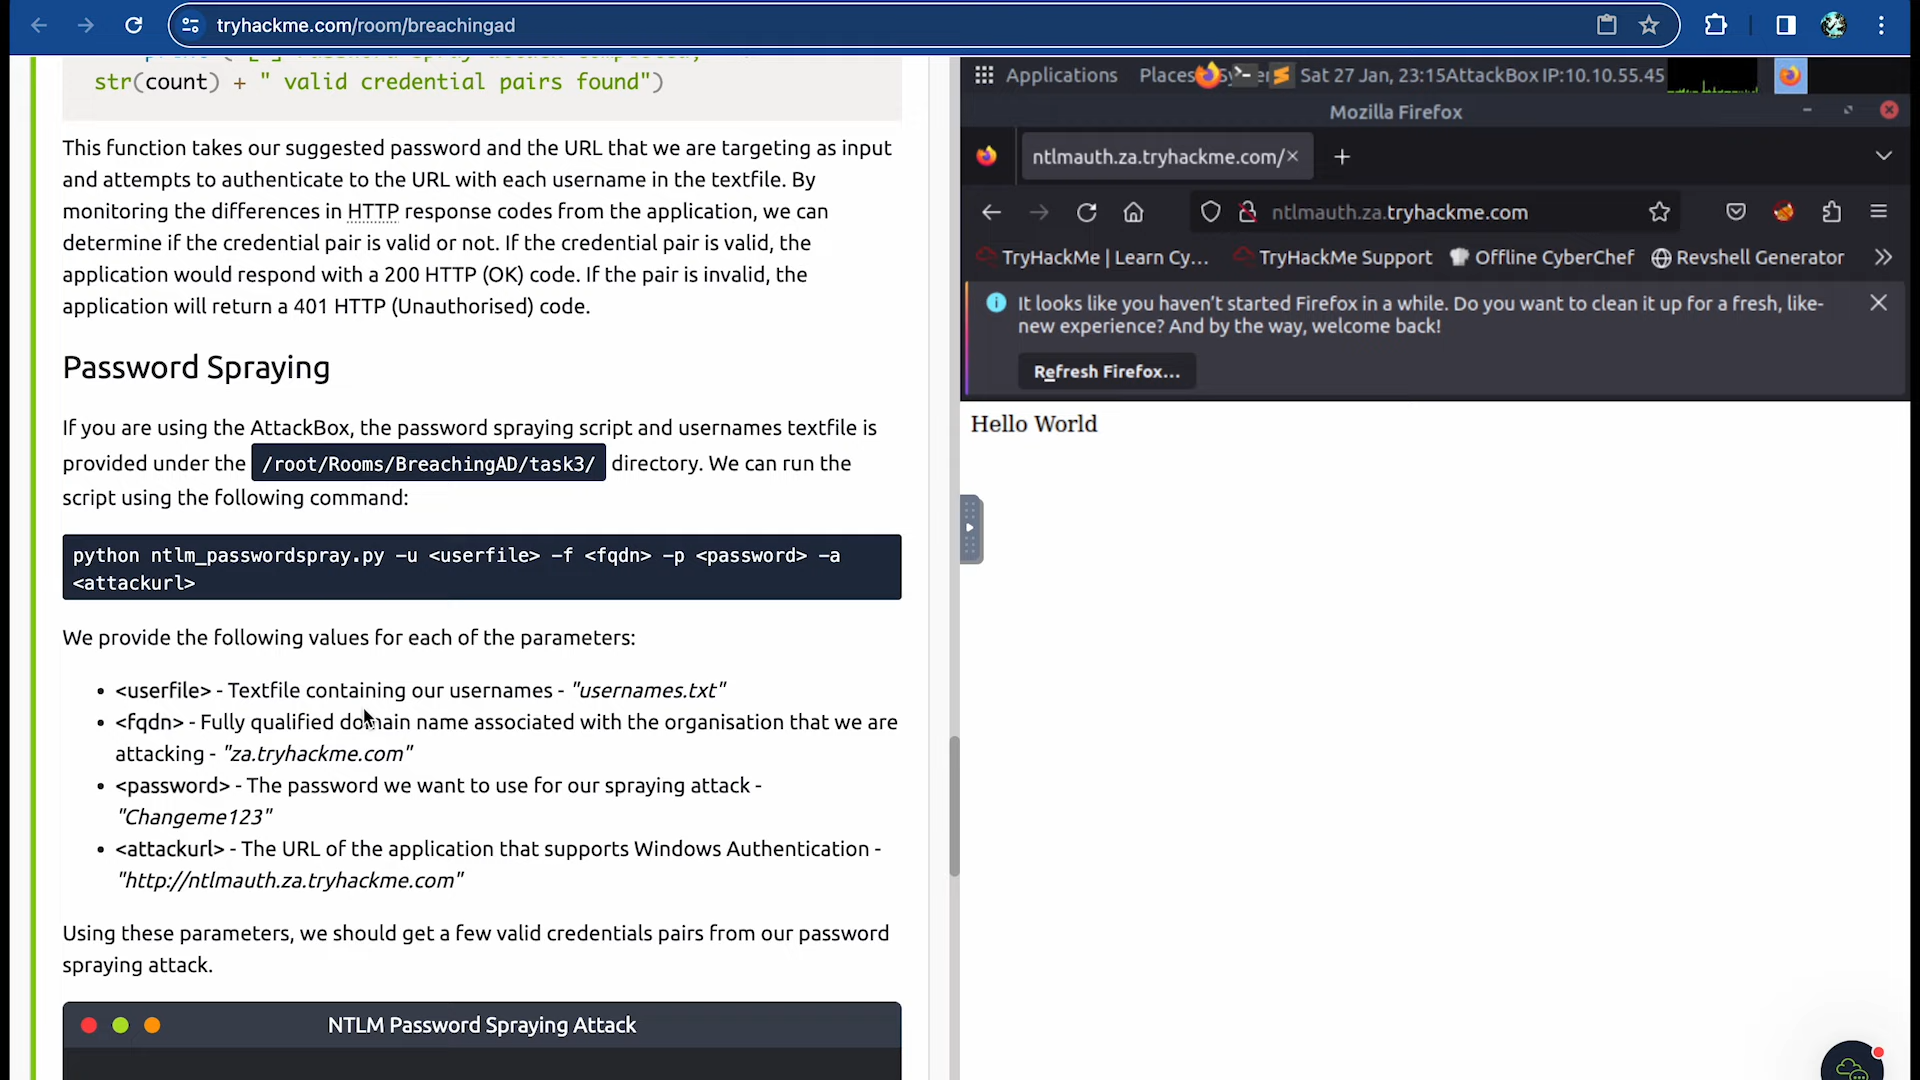 tryhackme.com/room/breachingad
str(count) + " valid credential pairs found")
This function takes our suggested password and the URL that we are targeting as input
and attempts to authenticate to the URL with each username in the textfile. By
monitoring the differences in HTTP response codes from the application, we can
determine if the credential pair is valid or not. If the credential pair is valid, the
application would respond with a 200 HTTP (OK) code. If the pair is invalid, the
application will return a 401 HTTP (Unauthorised) code.
Password Spraying
If you are using the AttackBox, the password spraying script and usernames textfile is
provided under the /root/Rooms/BreachingAD/task3/ directory. We can run the
script using the following command:
python ntlm_passwordspray.py -u <userfile> -f <fqdn> -p <password> -a
<attackurl>
We provide the following values for each of the parameters:
• <userfile> - Textfile containing our usernames - "usernames.txt"
• <fqdn> - Fully qualified domain name associated with the organisation that we are
attacking - "za.tryhackme.com"
• <password> - The password we want to use for our spraying attack -
"Changeme123"
• <attackurl> - The URL of the application that supports Windows Authentication -
"http://ntlmauth.za.tryhackme.com"
Using these parameters, we should get a few valid credentials pairs from our password
spraying attack.
NTLM Password Spraying Attack
Applications Places Sat 27 Jan, 23:15 AttackBox IP:10.10.55.45
Mozilla Firefox
ntlmauth.za.tryhackme.com/
ntlmauth.za.tryhackme.com
TryHackMe | Learn Cy... TryHackMe Support Offline CyberChef Revshell Generator
It looks like you haven't started Firefox in a while. Do you want to clean it up for a fresh, like-
new experience? And by the way, welcome back!
Refresh Firefox...
Hello World